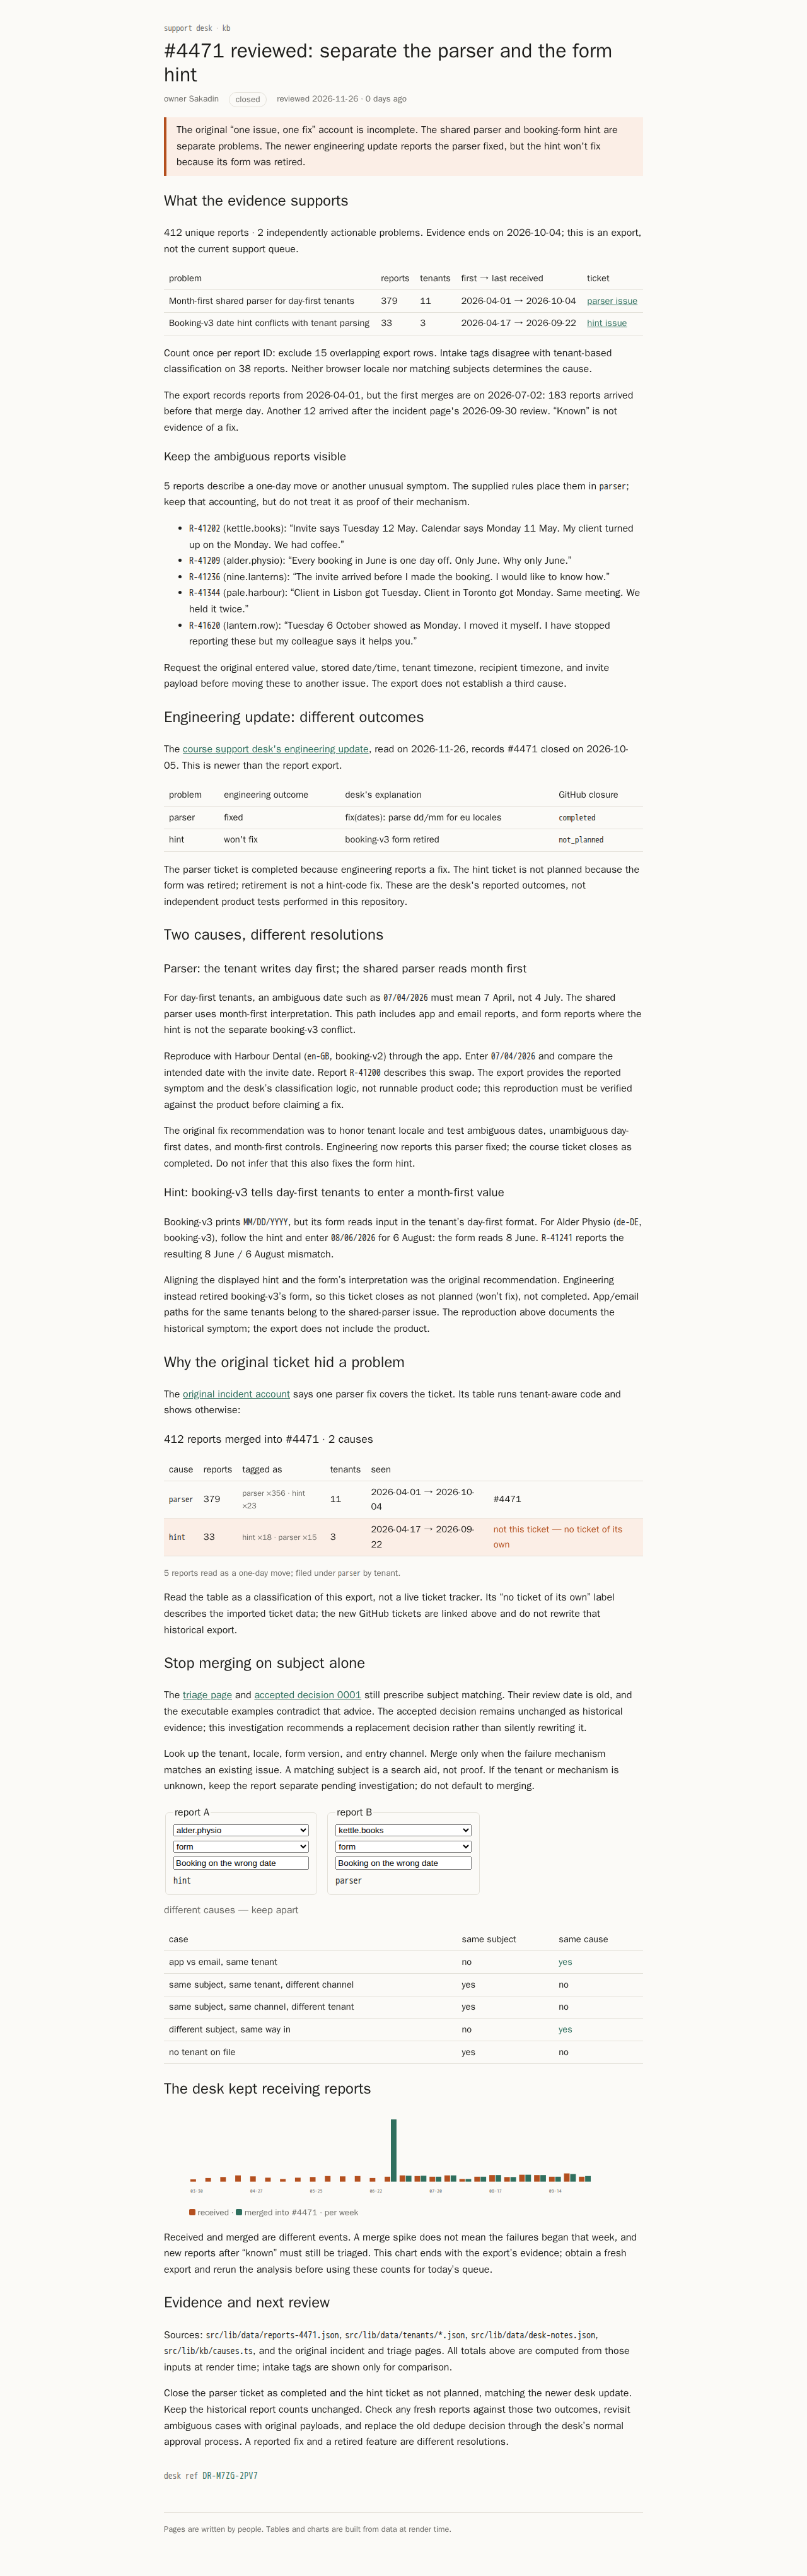 support desk · kb
#4471 reviewed: separate the parser and the form
hint
owner Sakadin closed reviewed 2026-11-26 · 0 days ago
The original “one issue, one fix” account is incomplete. The shared parser and booking-form hint are
separate problems. The newer engineering update reports the parser fixed, but the hint won't fix
because its form was retired.
What the evidence supports
412 unique reports · 2 independently actionable problems. Evidence ends on 2026-10-04; this is an export,
not the current support queue.
problem reports tenants first → last received ticket
Month-first shared parser for day-first tenants 379 11 2026-04-01 → 2026-10-04 parser issue
Booking-v3 date hint conflicts with tenant parsing 33 3 2026-04-17 → 2026-09-22 hint issue
Count once per report ID: exclude 15 overlapping export rows. Intake tags disagree with tenant-based
classification on 38 reports. Neither browser locale nor matching subjects determines the cause.
The export records reports from 2026-04-01, but the first merges are on 2026-07-02: 183 reports arrived
before that merge day. Another 12 arrived after the incident page's 2026-09-30 review. “Known” is not
evidence of a fix.
Keep the ambiguous reports visible
5 reports describe a one-day move or another unusual symptom. The supplied rules place them in parser;
keep that accounting, but do not treat it as proof of their mechanism.
• R-41202 (kettle.books): “Invite says Tuesday 12 May. Calendar says Monday 11 May. My client turned
up on the Monday. We had coffee.”
• R-41209 (alder.physio): “Every booking in June is one day off. Only June. Why only June.”
• R-41236 (nine.lanterns): “The invite arrived before I made the booking. I would like to know how.”
• R-41344 (pale.harbour): “Client in Lisbon got Tuesday. Client in Toronto got Monday. Same meeting. We
held it twice.”
• R-41620 (lantern.row): “Tuesday 6 October showed as Monday. I moved it myself. I have stopped
reporting these but my colleague says it helps you.”
Request the original entered value, stored date/time, tenant timezone, recipient timezone, and invite
payload before moving these to another issue. The export does not establish a third cause.
Engineering update: different outcomes
The course support desk's engineering update, read on 2026-11-26, records #4471 closed on 2026-10-
05. This is newer than the report export.
problem engineering outcome desk's explanation GitHub closure
parser fixed fix(dates): parse dd/mm for eu locales completed
hint won't fix booking-v3 form retired not_planned
The parser ticket is completed because engineering reports a fix. The hint ticket is not planned because the
form was retired; retirement is not a hint-code fix. These are the desk's reported outcomes, not
independent product tests performed in this repository.
Two causes, different resolutions
Parser: the tenant writes day first; the shared parser reads month first
For day-first tenants, an ambiguous date such as 07/04/2026 must mean 7 April, not 4 July. The shared
parser uses month-first interpretation. This path includes app and email reports, and form reports where the
hint is not the separate booking-v3 conflict.
Reproduce with Harbour Dental (en-GB, booking-v2) through the app. Enter 07/04/2026 and compare the
intended date with the invite date. Report R-41200 describes this swap. The export provides the reported
symptom and the desk's classification logic, not runnable product code; this reproduction must be verified
against the product before claiming a fix.
The original fix recommendation was to honor tenant locale and test ambiguous dates, unambiguous day-
first dates, and month-first controls. Engineering now reports this parser fixed; the course ticket closes as
completed. Do not infer that this also fixes the form hint.
Hint: booking-v3 tells day-first tenants to enter a month-first value
Booking-v3 prints MM/DD/YYYY, but its form reads input in the tenant's day-first format. For Alder Physio (de-DE,
booking-v3), follow the hint and enter 08/06/2026 for 6 August: the form reads 8 June. R-41241 reports the
resulting 8 June / 6 August mismatch.
Aligning the displayed hint and the form's interpretation was the original recommendation. Engineering
instead retired booking-v3's form, so this ticket closes as not planned (won't fix), not completed. App/email
paths for the same tenants belong to the shared-parser issue. The reproduction above documents the
historical symptom; the export does not include the product.
Why the original ticket hid a problem
The original incident account says one parser fix covers the ticket. Its table runs tenant-aware code and
shows otherwise:
412 reports merged into #4471 · 2 causes
cause reports tagged as tenants seen
parser 379 parser ×356 · hint ×23 11 2026-04-01 → 2026-10-04 #4471
hint 33 hint ×18 · parser ×15 3 2026-04-17 → 2026-09-22 not this ticket — no ticket of its own
5 reports read as a one-day move; filed under parser by tenant.
Read the table as a classification of this export, not a live ticket tracker. Its “no ticket of its own” label
describes the imported ticket data; the new GitHub tickets are linked above and do not rewrite that
historical export.
Stop merging on subject alone
The triage page and accepted decision 0001 still prescribe subject matching. Their review date is old, and
the executable examples contradict that advice. The accepted decision remains unchanged as historical
evidence; this investigation recommends a replacement decision rather than silently rewriting it.
Look up the tenant, locale, form version, and entry channel. Merge only when the failure mechanism
matches an existing issue. A matching subject is a search aid, not proof. If the tenant or mechanism is
unknown, keep the report separate pending investigation; do not default to merging.
report A report B
alder.physio kettle.books
form form
Booking on the wrong date Booking on the wrong date
hint parser
different causes — keep apart
case same subject same cause
app vs email, same tenant no yes
same subject, same tenant, different channel yes no
same subject, same channel, different tenant yes no
different subject, same way in no yes
no tenant on file yes no
The desk kept receiving reports
03-30 04-27 05-25 06-22 07-20 08-17 09-14
received · merged into #4471 · per week
Received and merged are different events. A merge spike does not mean the failures began that week, and
new reports after “known” must still be triaged. This chart ends with the export's evidence; obtain a fresh
export and rerun the analysis before using these counts for today's queue.
Evidence and next review
Sources: src/lib/data/reports-4471.json, src/lib/data/tenants/*.json, src/lib/data/desk-notes.json,
src/lib/kb/causes.ts, and the original incident and triage pages. All totals above are computed from those
inputs at render time; intake tags are shown only for comparison.
Close the parser ticket as completed and the hint ticket as not planned, matching the newer desk update.
Keep the historical report counts unchanged. Check any fresh reports against those two outcomes, revisit
ambiguous cases with original payloads, and replace the old dedupe decision through the desk's normal
approval process. A reported fix and a retired feature are different resolutions.
desk ref DR-M7ZG-2PV7
Pages are written by people. Tables and charts are built from data at render time.